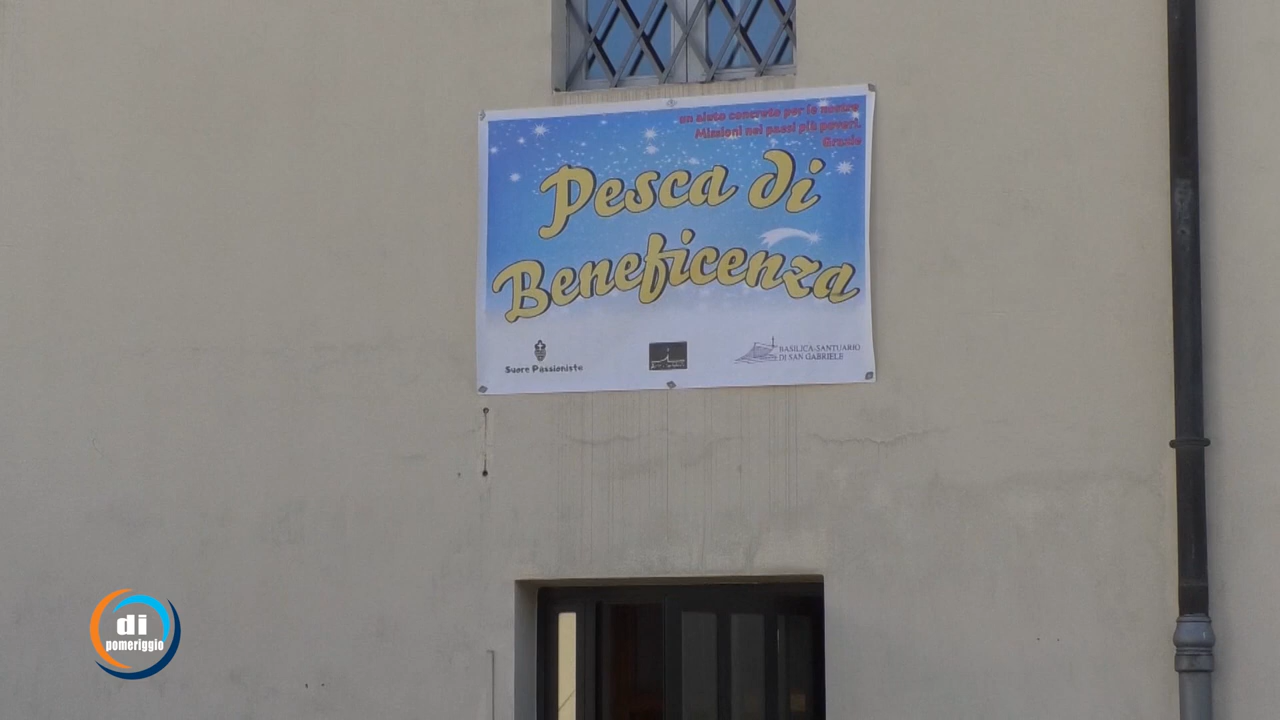 un aiuto concreto per le nostre
Missioni nei paesi più poveri.
Grazie
Pesca di
Beneficenza
Suore Passioniste
BASILICA-SANTUARIO
DI SAN GABRIELE
di
pomeriggio